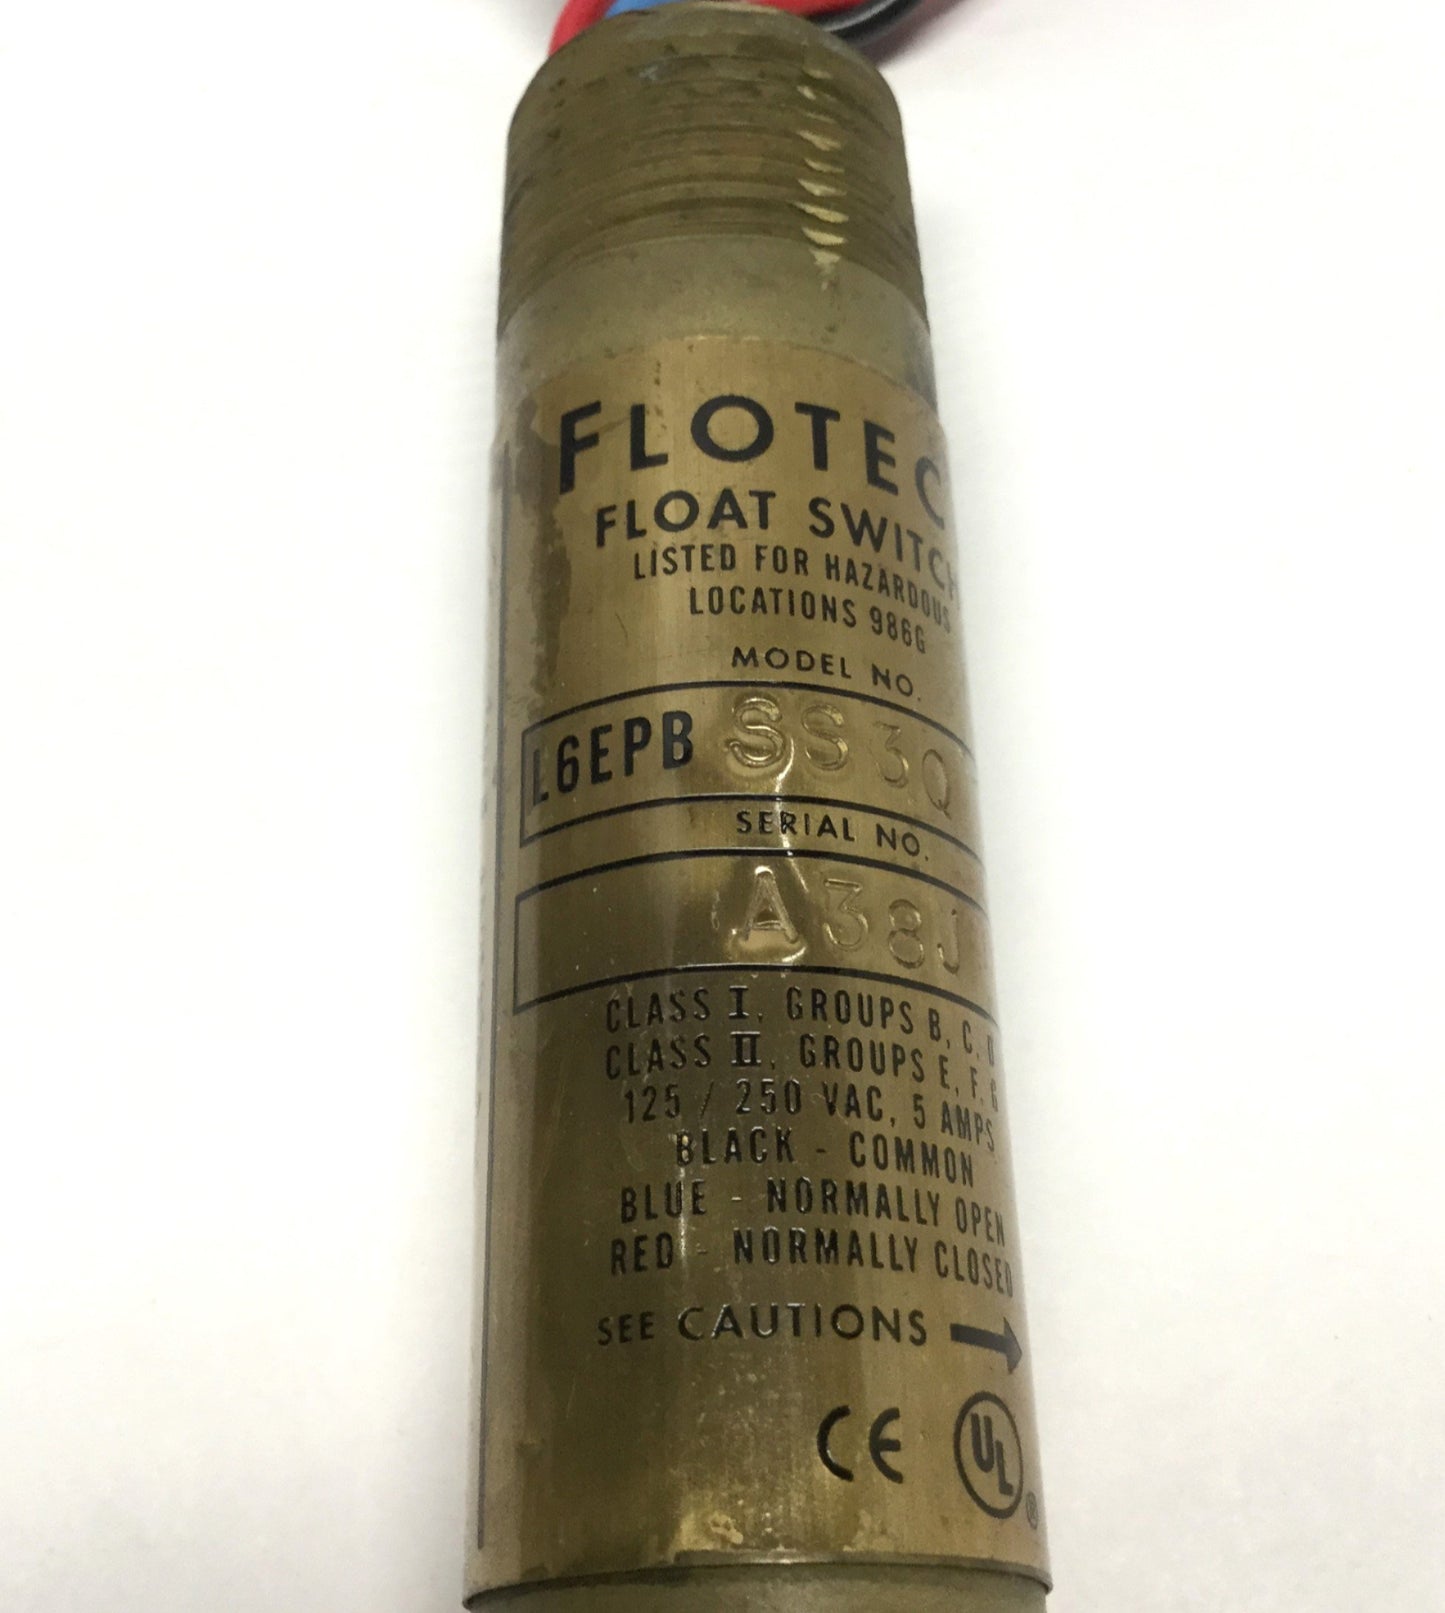 FLOTEC
FLOAT SWITCH
LISTED FOR HAZARDOUS
LOCATIONS 986G
MODEL NO.
L6EPB SS3Q
SERIAL NO.
A38J
CLASS I, GROUPS B, C, D
CLASS II, GROUPS E, F, G
125 / 250 VAC, 5 AMPS
BLACK - COMMON
BLUE - NORMALLY OPEN
RED - NORMALLY CLOSED
SEE CAUTIONS →
CE UL ®